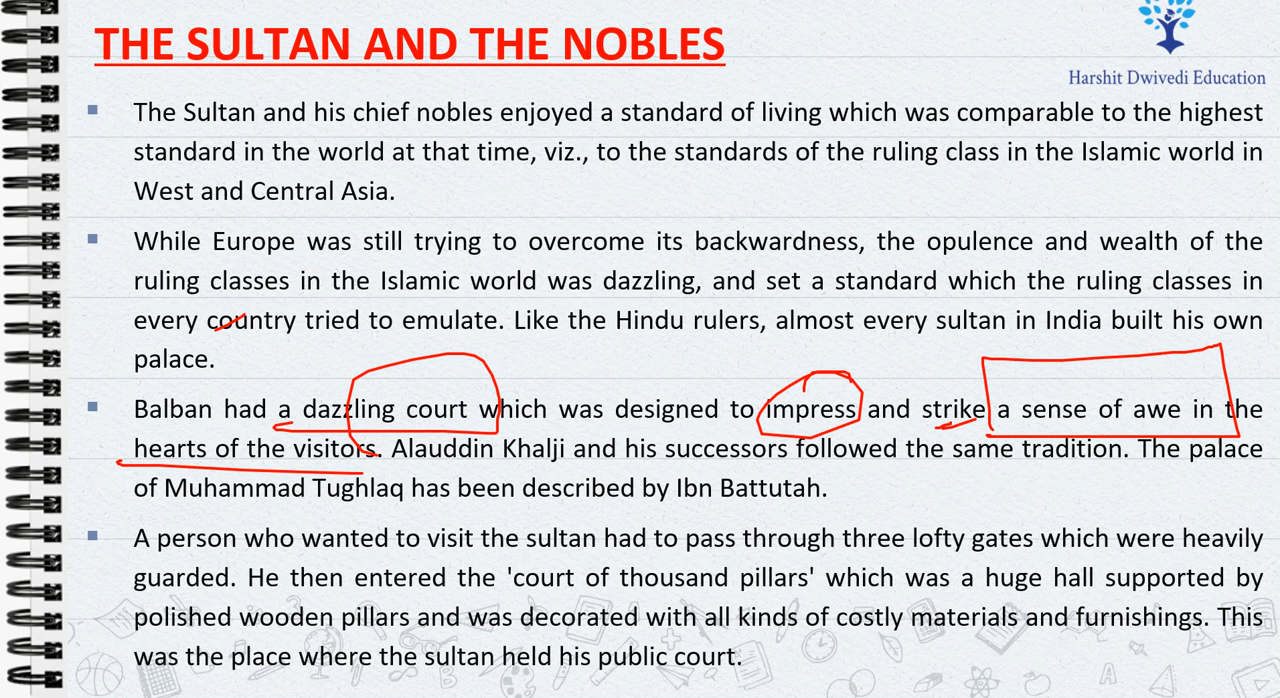 THE SULTAN AND THE NOBLES
Harshit Dwivedi Education
▪ The Sultan and his chief nobles enjoyed a standard of living which was comparable to the highest
standard in the world at that time, viz., to the standards of the ruling class in the Islamic world in
West and Central Asia.
▪ While Europe was still trying to overcome its backwardness, the opulence and wealth of the
ruling classes in the Islamic world was dazzling, and set a standard which the ruling classes in
every country tried to emulate. Like the Hindu rulers, almost every sultan in India built his own
palace.
▪ Balban had a dazzling court which was designed to impress and strike a sense of awe in the
hearts of the visitors. Alauddin Khalji and his successors followed the same tradition. The palace
of Muhammad Tughlaq has been described by Ibn Battutah.
▪ A person who wanted to visit the sultan had to pass through three lofty gates which were heavily
guarded. He then entered the 'court of thousand pillars' which was a huge hall supported by
polished wooden pillars and was decorated with all kinds of costly materials and furnishings. This
was the place where the sultan held his public court.